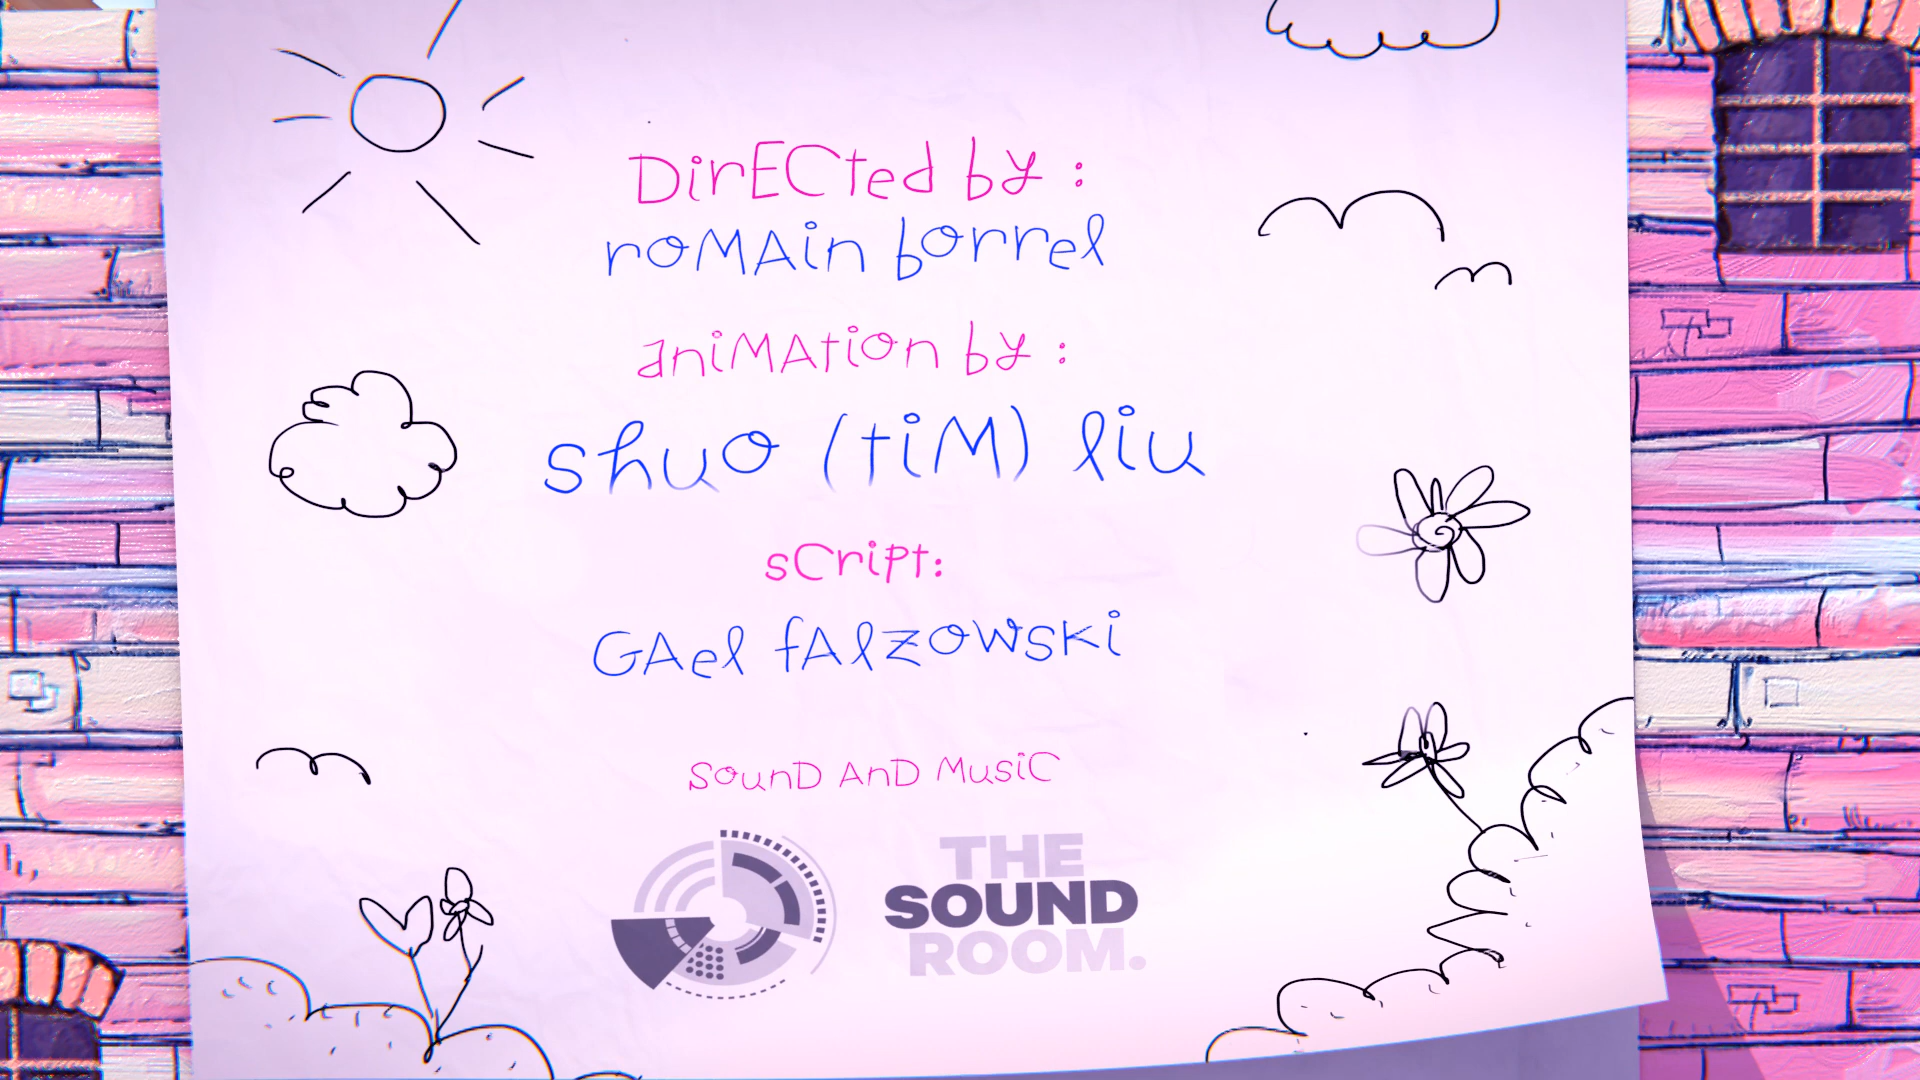 DirECted by :
roMAin borrel
aniMAtion by :
shuo (tiM) liu
sCript:
GAel fAlzowski
SounD AnD MusiC
THE
SOUND
ROOM.